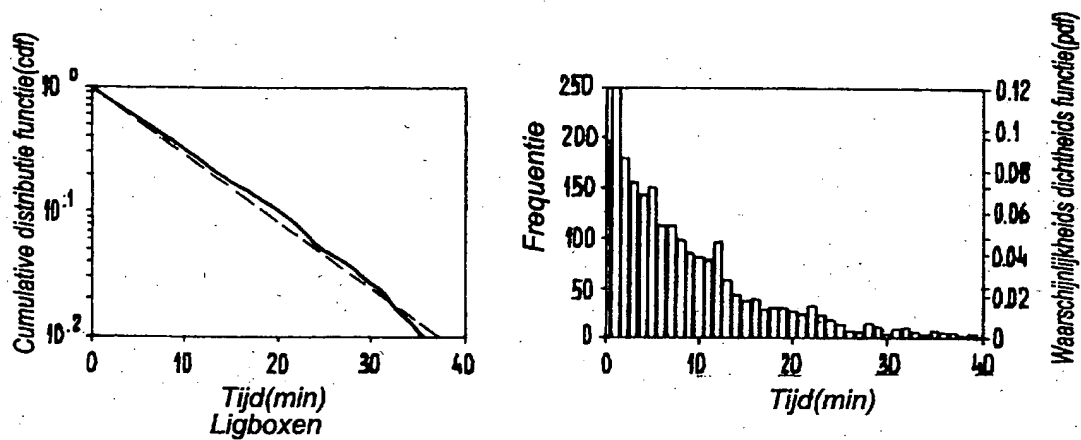 Cumulative distributie functie(cdf)
10⁰
10⁻¹
10⁻²
0 10 20 30 40
Tijd(min)
Ligboxen
Frequentie
250
200
150
100
50
0
0 10 20 30 40
Tijd(min)
0.12
0.1
0.08
0.06
0.04
0.02
0
Waarschijnlijkheids dichtheids functie(pdf)